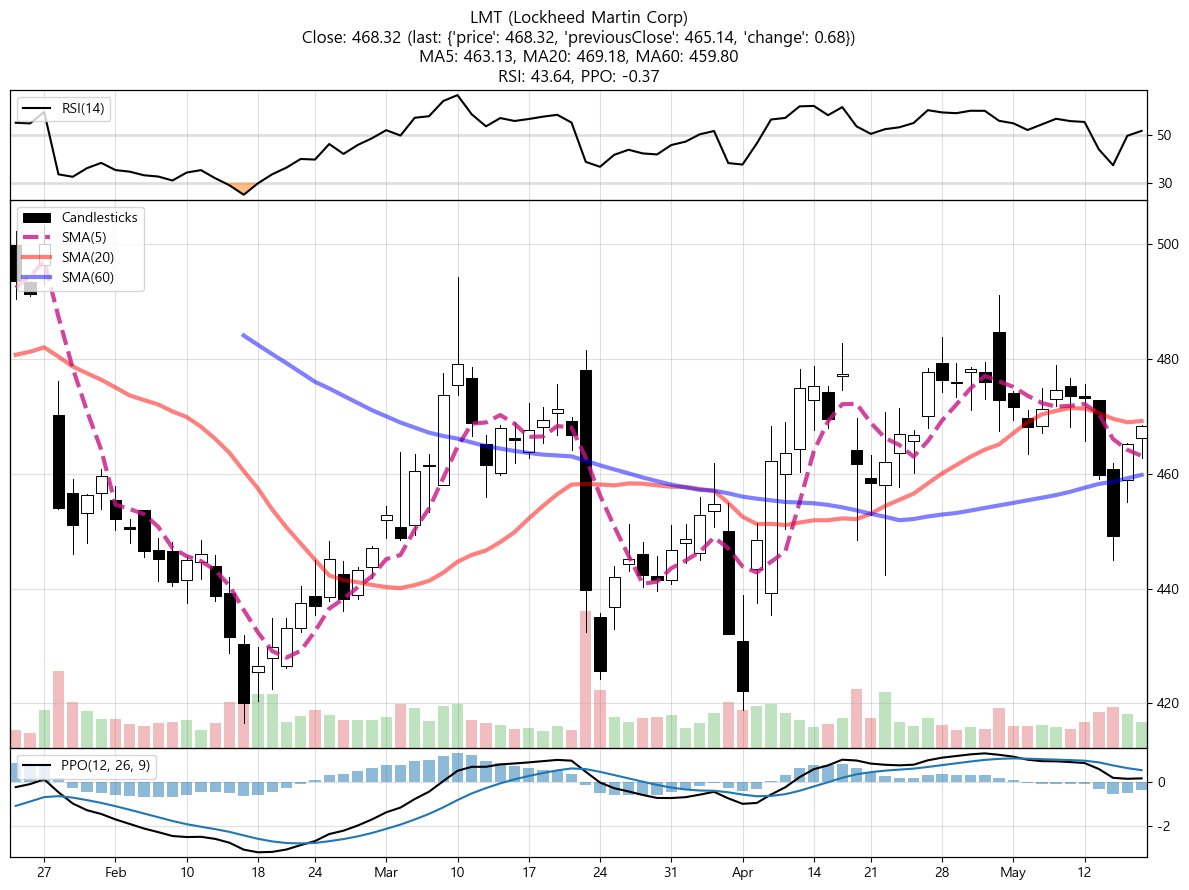 LMT (Lockheed Martin Corp)
Close: 468.32 (last: {'price': 468.32, 'previousClose': 465.14, 'change': 0.68})
MA5: 463.13, MA20: 469.18, MA60: 459.80
RSI: 43.64, PPO: -0.37
RSI(14)
50
30
Candlesticks
SMA(5)
SMA(20)
SMA(60)
500
480
460
440
420
PPO(12, 26, 9)
0
-2
27 Feb 10 18 24 Mar 10 17 24 31 Apr 14 21 28 May 12